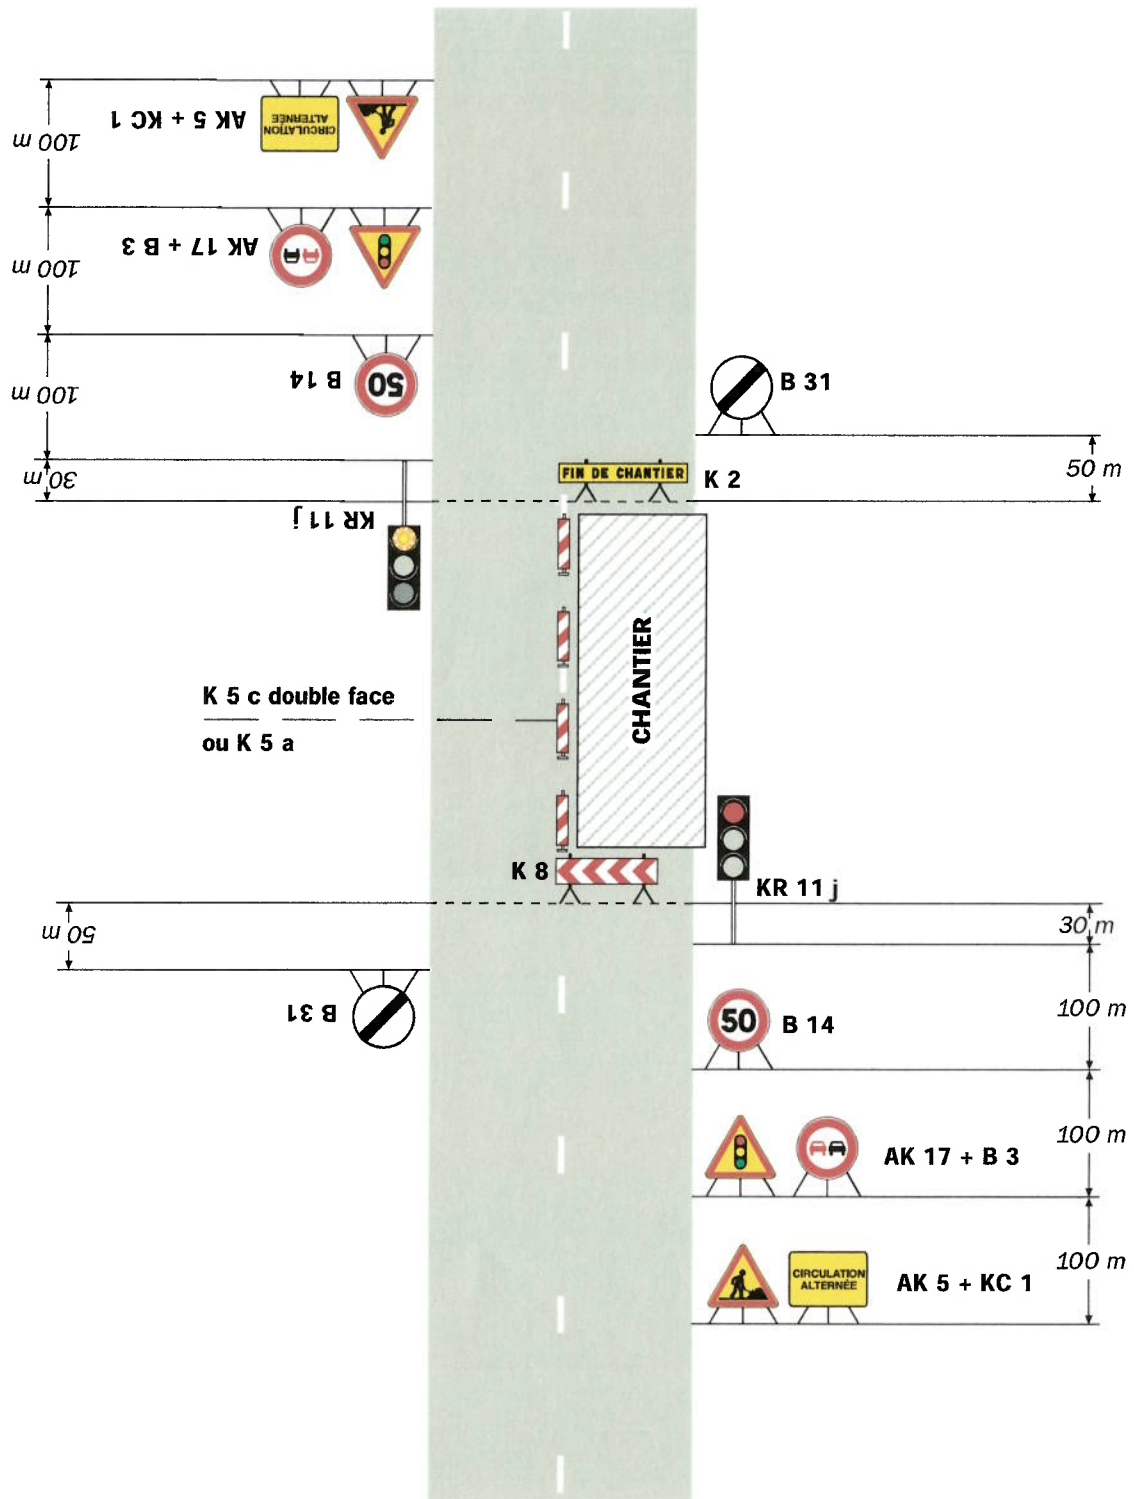 AK 5 + KC 1
CIRCULATION
ALTERNÉE
100 m
AK 17 + B 3
100 m
B 14
50
100 m
B 31
30 m
50 m
FIN DE CHANTIER
K 2
KR 11 j
CHANTIER
K 5 c double face
ou K 5 a
K 8
KR 11 j
50 m
30 m
B 31
50
B 14
100 m
AK 17 + B 3
100 m
CIRCULATION
ALTERNÉE
AK 5 + KC 1
100 m